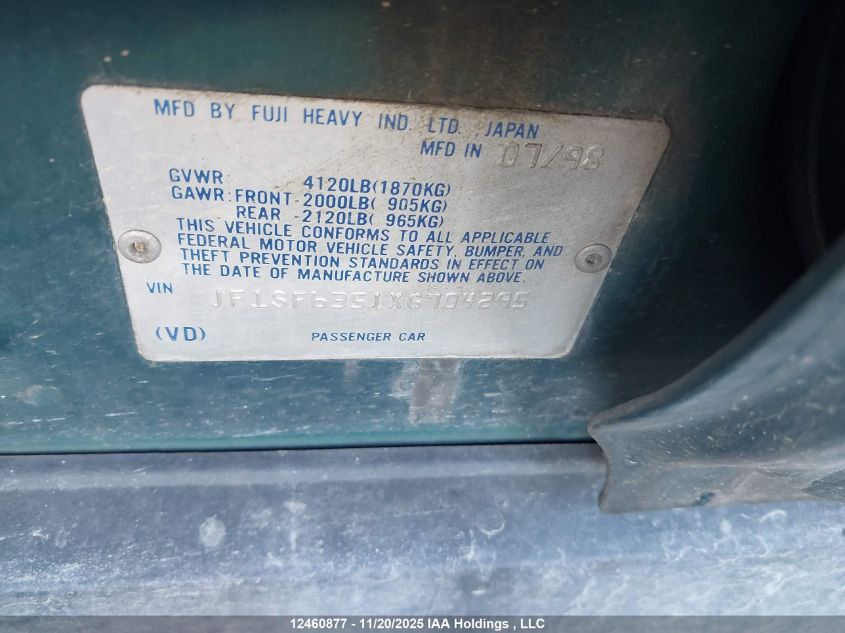 MFD BY FUJI HEAVY IND. LTD. , JAPAN
MFD IN 07/98
GVWR: 4120LB(1870KG)
GAWR:FRONT-2000LB( 905KG)
REAR -2120LB( 965KG)
THIS VEHICLE CONFORMS TO ALL APPLICABLE
FEDERAL MOTOR VEHICLE SAFETY, BUMPER, AND
THEFT PREVENTION STANDARDS IN EFFECT ON
THE DATE OF MANUFACTURE SHOWN ABOVE.
VIN JF1SF6351XG704295
(VD) PASSENGER CAR
12460877 - 11/20/2025 IAA Holdings , LLC